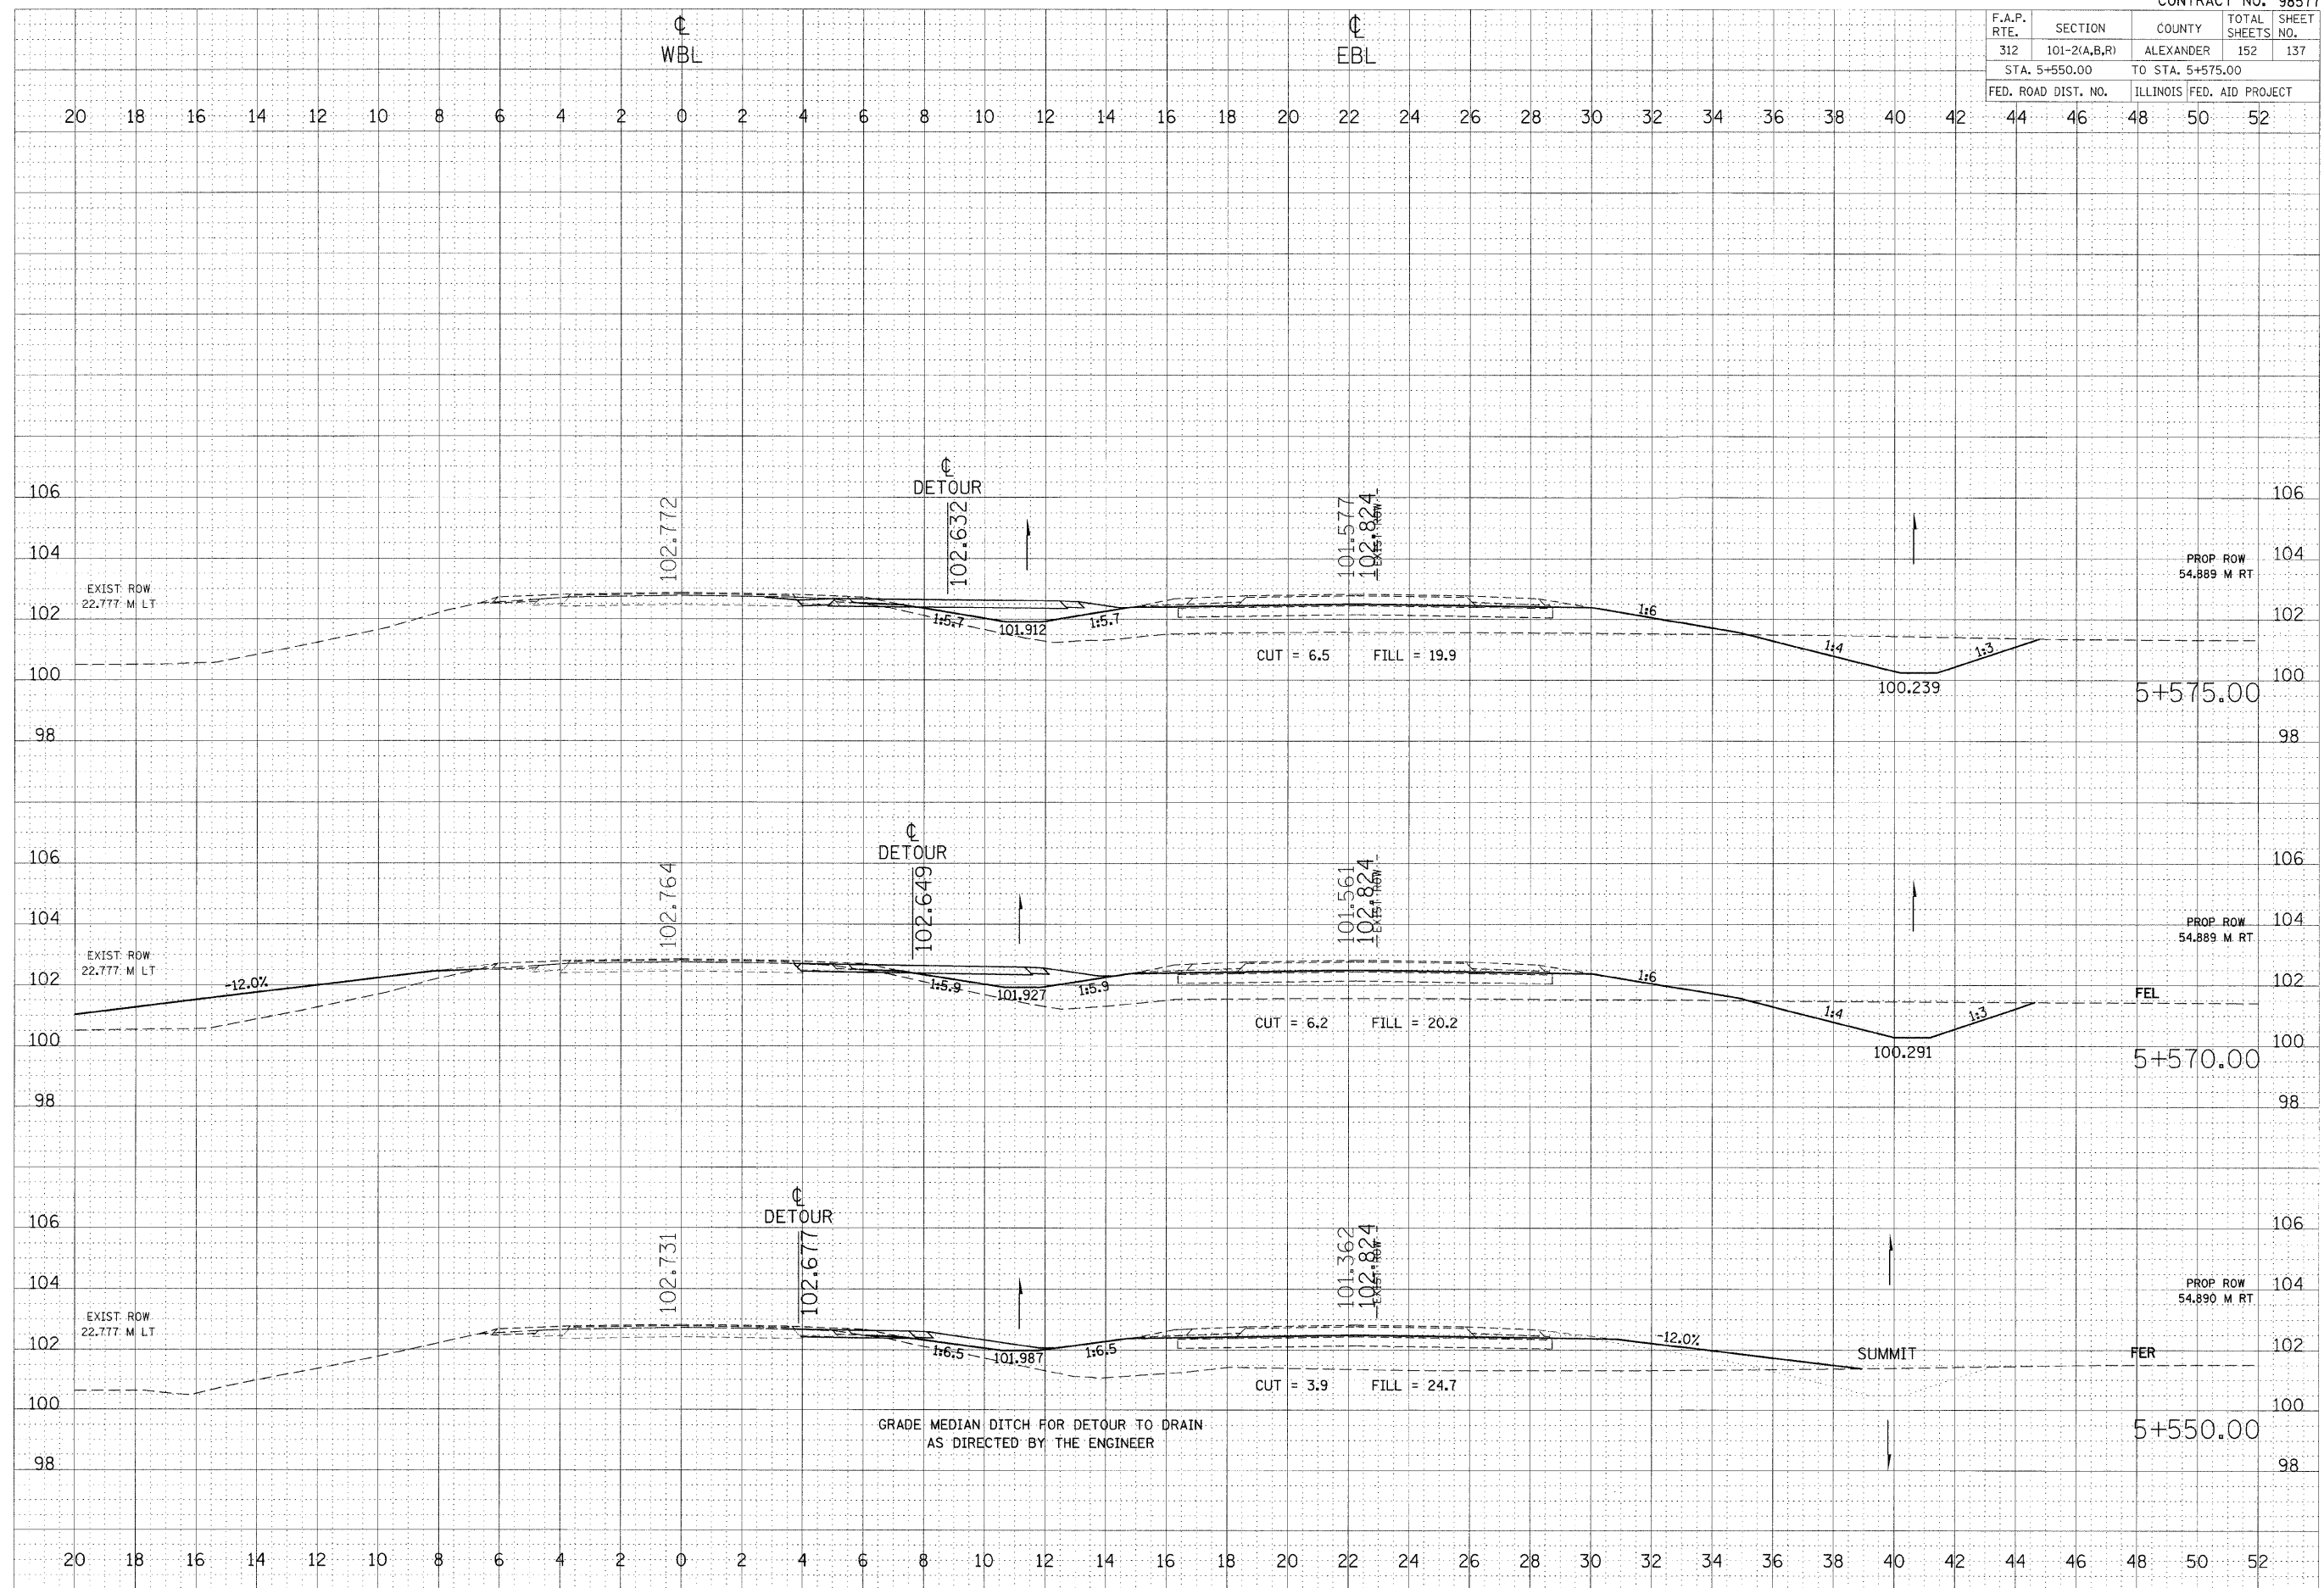 CONTRACT NO. 98577
F.A.P. RTE. SECTION COUNTY TOTAL SHEETS SHEET NO.
312 101-2(A,B,R) ALEXANDER 152 137
STA. 5+550.00 TO STA. 5+575.00
FED. ROAD DIST. NO. ILLINOIS FED. AID PROJECT
℄ WBL
℄ EBL
20 18 16 14 12 10 8 6 4 2 0 2 4 6 8 10 12 14 16 18 20 22 24 26 28 30 32 34 36 38 40 42 44 46 48 50 52
℄
DETOUR
106 106
102.772
102.632
101.577
102.824
EXIST ROW
104 104
PROP ROW
54.889 M RT
EXIST ROW
22.777 M LT
102 102
1:5.7
101.912
1:5.7
1:6
1:4
1:3
CUT = 6.5 FILL = 19.9
100 100
100.239
5+575.00
98 98
℄
DETOUR
106 106
102.764
102.649
101.561
102.824
EXIST ROW
104 104
PROP ROW
54.889 M RT
EXIST ROW
22.777 M LT
-12.0%
102 102
1:5.9
101.927
1:5.9
1:6
1:4
1:3
FEL
CUT = 6.2 FILL = 20.2
100 100
100.291
5+570.00
98 98
℄
DETOUR
106 106
102.731
102.677
101.362
102.824
EXIST ROW
104 104
PROP ROW
54.890 M RT
EXIST ROW
22.777 M LT
102 102
1:6.5
101.987
1:6.5
-12.0%
SUMMIT
FER
CUT = 3.9 FILL = 24.7
100 100
GRADE MEDIAN DITCH FOR DETOUR TO DRAIN
AS DIRECTED BY THE ENGINEER
5+550.00
98 98
20 18 16 14 12 10 8 6 4 2 0 2 4 6 8 10 12 14 16 18 20 22 24 26 28 30 32 34 36 38 40 42 44 46 48 50 52